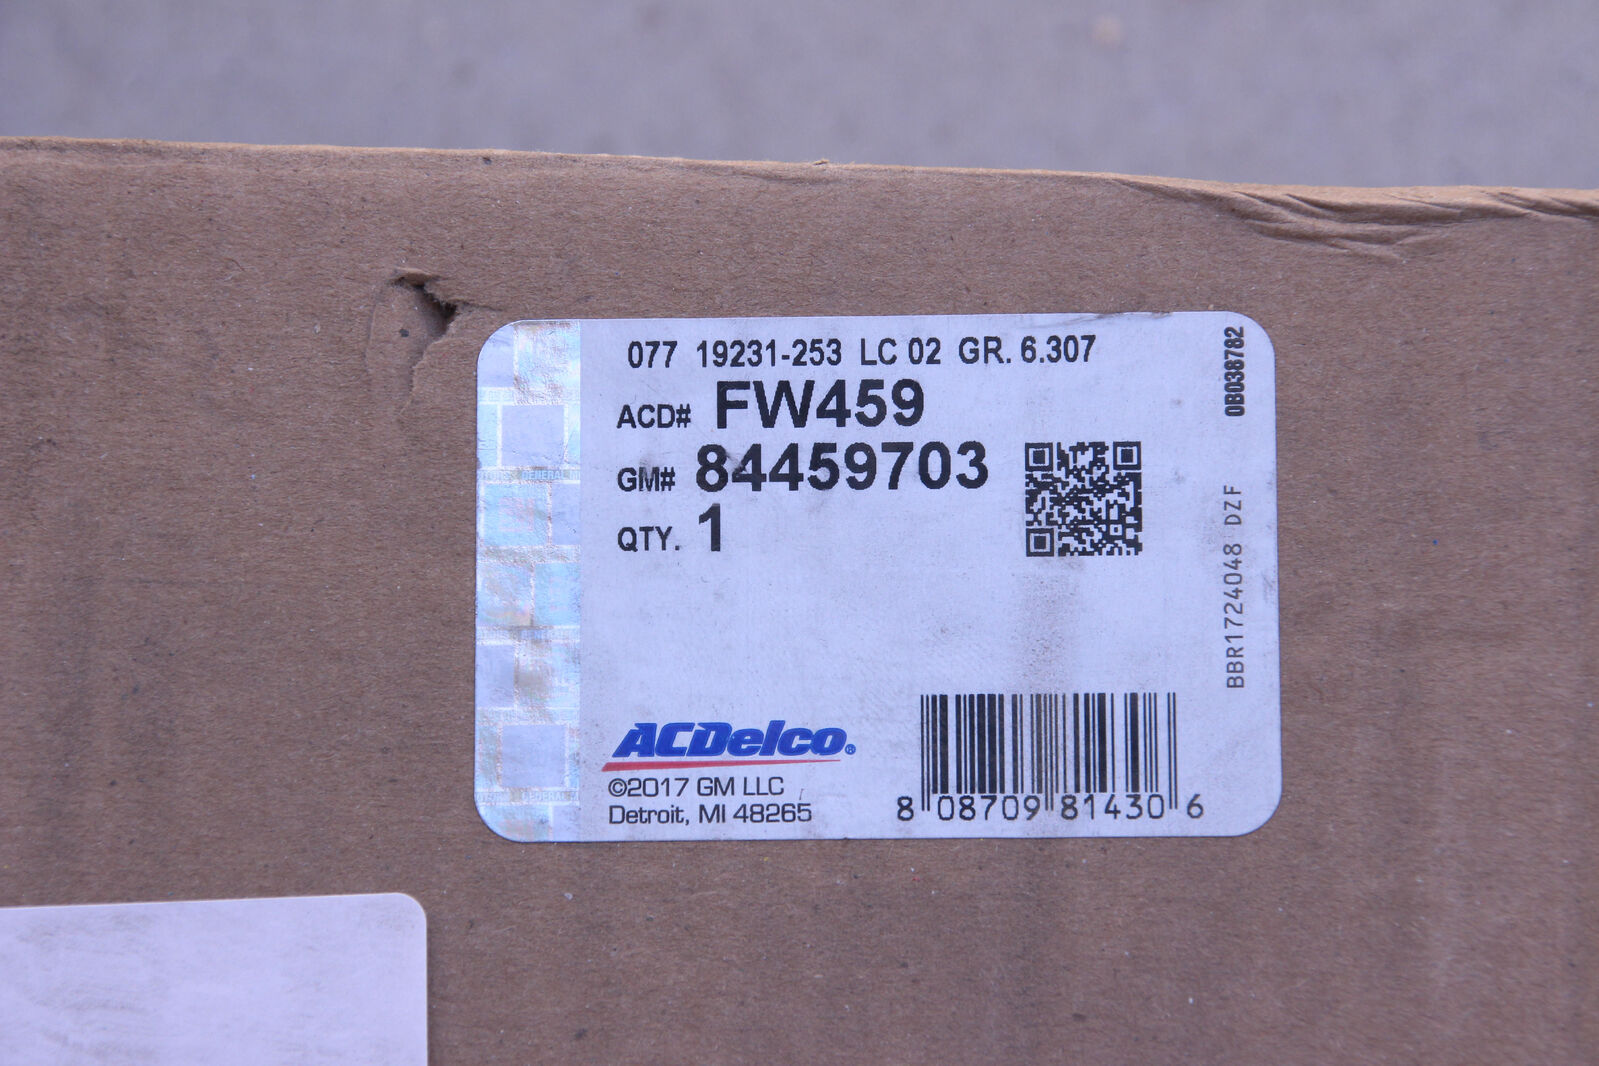 077 19231-253 LC 02 GR. 6.307
ACD# FW459
GM# 84459703
QTY. 1
0B038782
BBR1724048 DZF
ACDelco®
©2017 GM LLC
Detroit, MI 48265
8 08709 81430 6
GENERAL